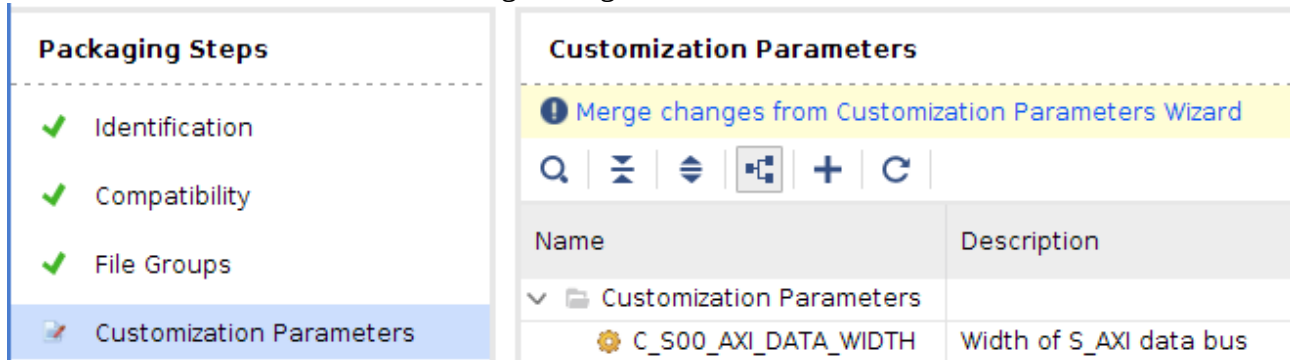 Packaging Steps
Identification
Compatibility
File Groups
Customization Parameters
Customization Parameters
Merge changes from Customization Parameters Wizard
Name Description
Customization Parameters
C_S00_AXI_DATA_WIDTH Width of S_AXI data bus